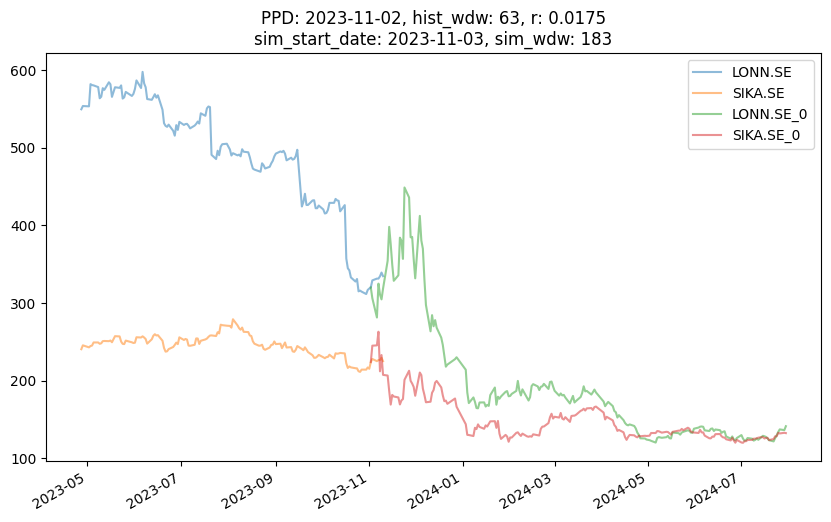 PPD: 2023-11-02, hist_wdw: 63, r: 0.0175
sim_start_date: 2023-11-03, sim_wdw: 183
LONN.SE
SIKA.SE
LONN.SE_0
SIKA.SE_0
600
500
400
300
200
100
2023-05
2023-07
2023-09
2023-11
2024-01
2024-03
2024-05
2024-07